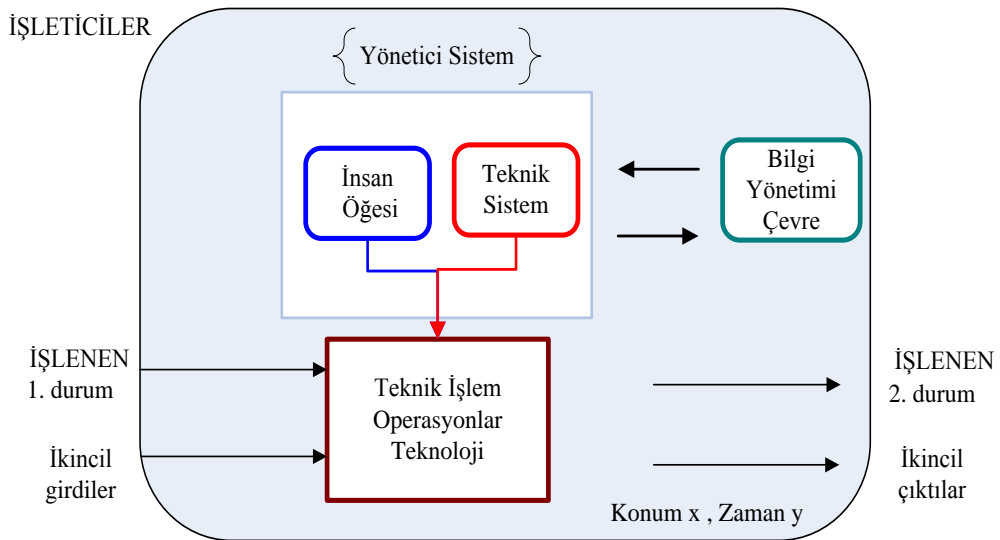 İŞLETİCİLER
Yönetici Sistem
İnsan
Öğesi
Teknik
Sistem
Bilgi
Yönetimi
Çevre
İŞLENEN
1. durum
İkincil
girdiler
Teknik İşlem
Operasyonlar
Teknoloji
İŞLENEN
2. durum
İkincil
çıktılar
Konum x , Zaman y